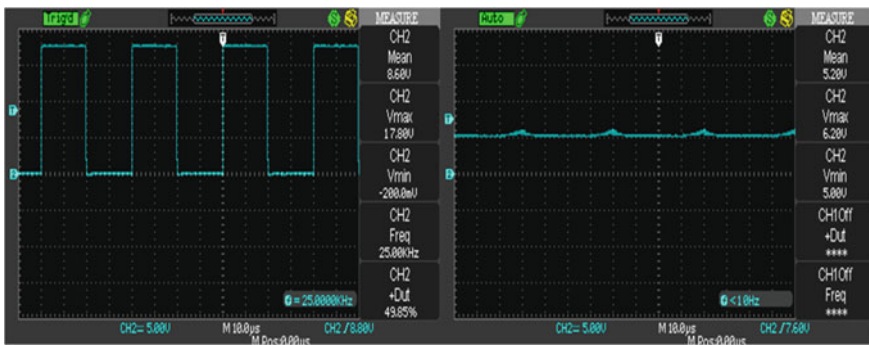 Trig'd
MEASURE
CH2
Mean
8.60V
CH2
Vmax
17.80V
CH2
Vmin
-200.0mV
CH2
Freq
25.00KHz
CH2
+Dut
49.85%
T
2
T
= 25.0000KHz
CH2= 5.00V
M 10.0µs
CH2 /8.80V
M Pos:0.00µs
Auto
MEASURE
CH2
Mean
5.20V
CH2
Vmax
6.20V
CH2
Vmin
5.00V
CH1Off
+Dut
****
CH1Off
Freq
****
T
2
T
<10Hz
CH2= 5.00V
M 10.0µs
CH2 /7.60V
M Pos:0.00µs